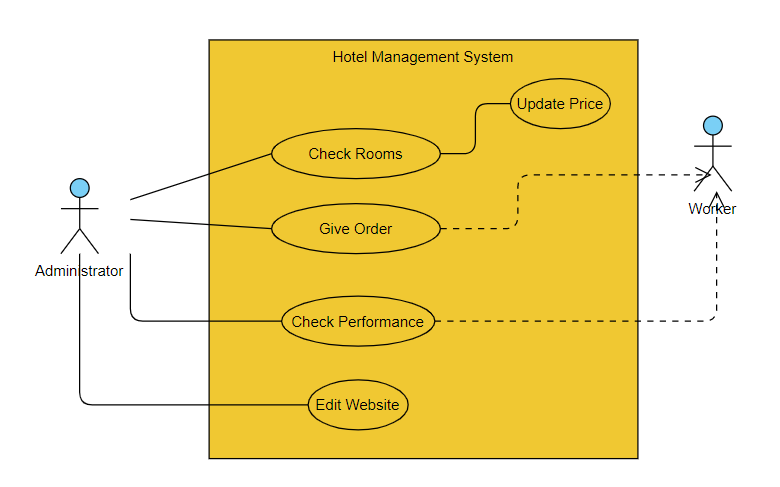 Hotel Management System
Update Price
Check Rooms
Worker
Give Order
Administrator
Check Performance
Edit Website